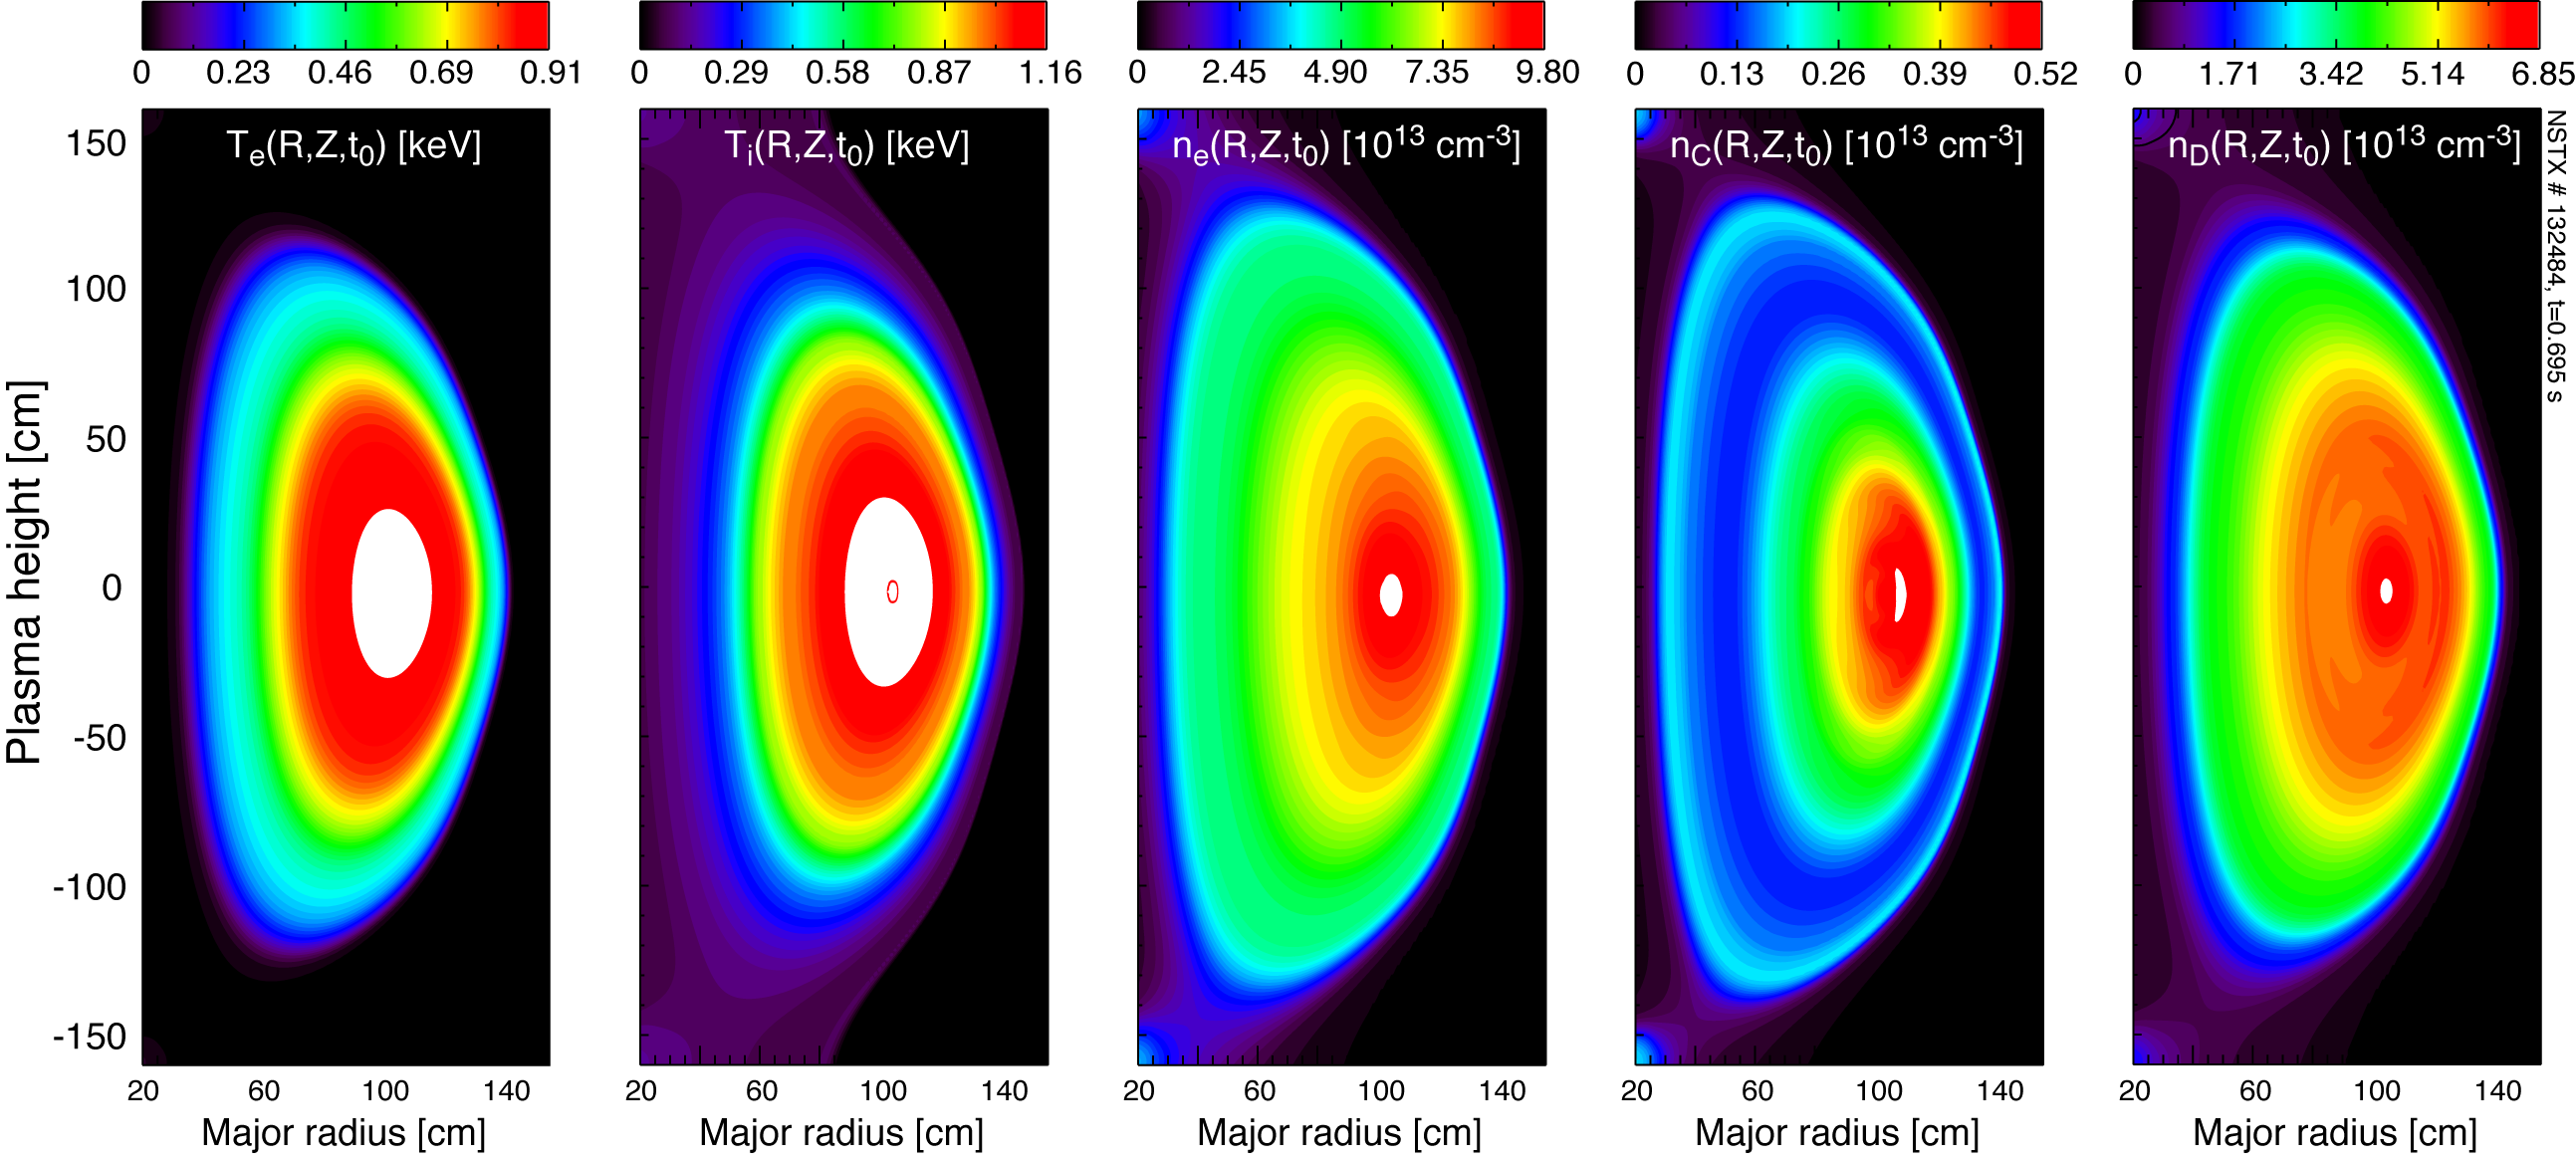 0 0.23 0.46 0.69 0.91
0 0.29 0.58 0.87 1.16
0 2.45 4.90 7.35 9.80
0 0.13 0.26 0.39 0.52
0 1.71 3.42 5.14 6.85
Te(R,Z,t0) [keV]
Ti(R,Z,t0) [keV]
ne(R,Z,t0) [10^13 cm^-3]
nC(R,Z,t0) [10^13 cm^-3]
nD(R,Z,t0) [10^13 cm^-3]
NSTX # 132484, t=0.695 s
Plasma height [cm]
150
100
50
0
-50
-100
-150
20 60 100 140
20 60 100 140
20 60 100 140
20 60 100 140
20 60 100 140
Major radius [cm]
Major radius [cm]
Major radius [cm]
Major radius [cm]
Major radius [cm]